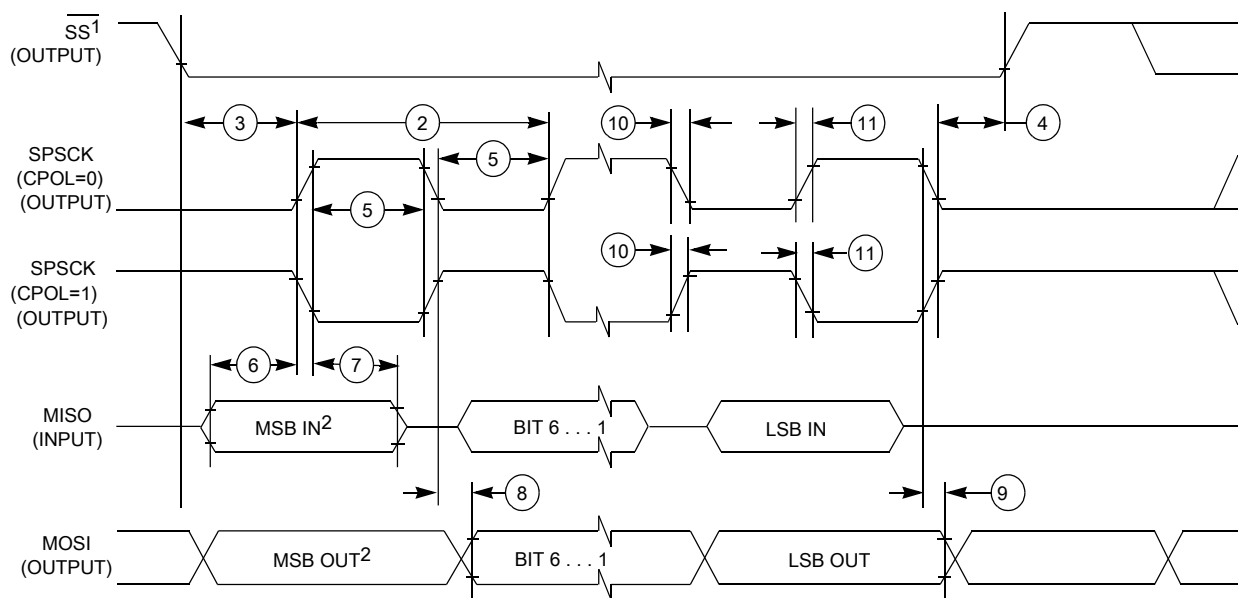 SS¹
(OUTPUT)
3
2
10
11
4
SPSCK
(CPOL=0)
(OUTPUT)
5
5
SPSCK
(CPOL=1)
(OUTPUT)
10
11
6
7
MISO
(INPUT)
MSB IN²
BIT 6 . . . 1
LSB IN
8
9
MOSI
(OUTPUT)
MSB OUT²
BIT 6 . . . 1
LSB OUT